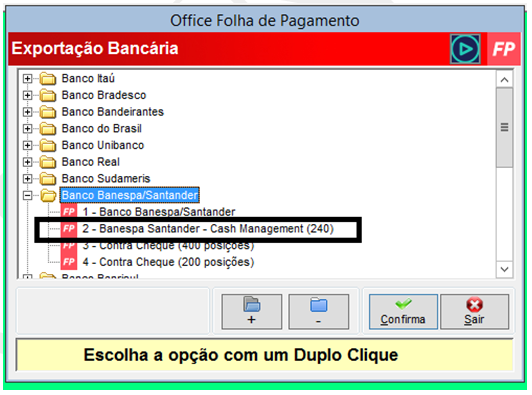 Office Folha de Pagamento
Exportação Bancária
FP
Banco Itaú
Banco Bradesco
Banco Bandeirantes
Banco do Brasil
Banco Unibanco
Banco Real
Banco Sudameris
Banco Banespa/Santander
FP 1 - Banco Banespa/Santander
FP 2 - Banespa Santander - Cash Management (240)
FP 3 - Contra Cheque (400 posições)
FP 4 - Contra Cheque (200 posições)
Banco Banrisul
+
-
Confirma
Sair
Escolha a opção com um Duplo Clique